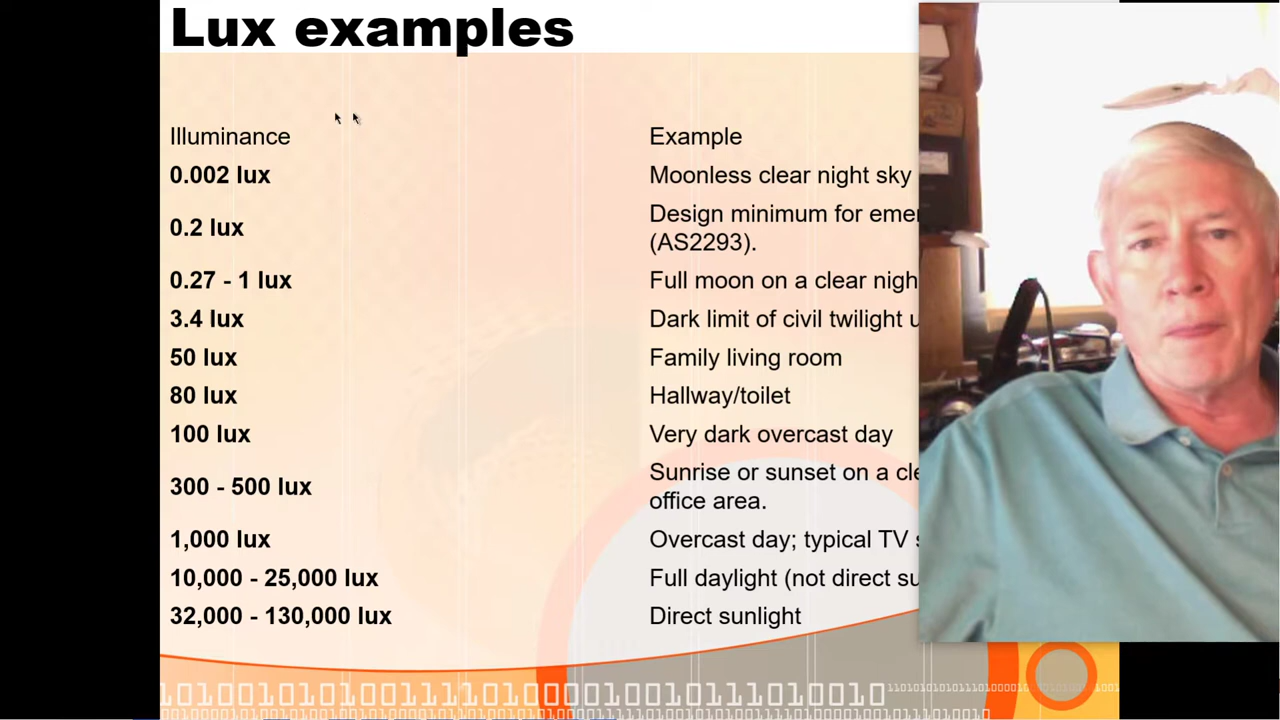 Lux examples
Illuminance Example
0.002 lux Moonless clear night sky
0.2 lux Design minimum for emer
(AS2293).
0.27 - 1 lux Full moon on a clear nigh
3.4 lux Dark limit of civil twilight u
50 lux Family living room
80 lux Hallway/toilet
100 lux Very dark overcast day
300 - 500 lux Sunrise or sunset on a cle
office area.
1,000 lux Overcast day; typical TV s
10,000 - 25,000 lux Full daylight (not direct su
32,000 - 130,000 lux Direct sunlight